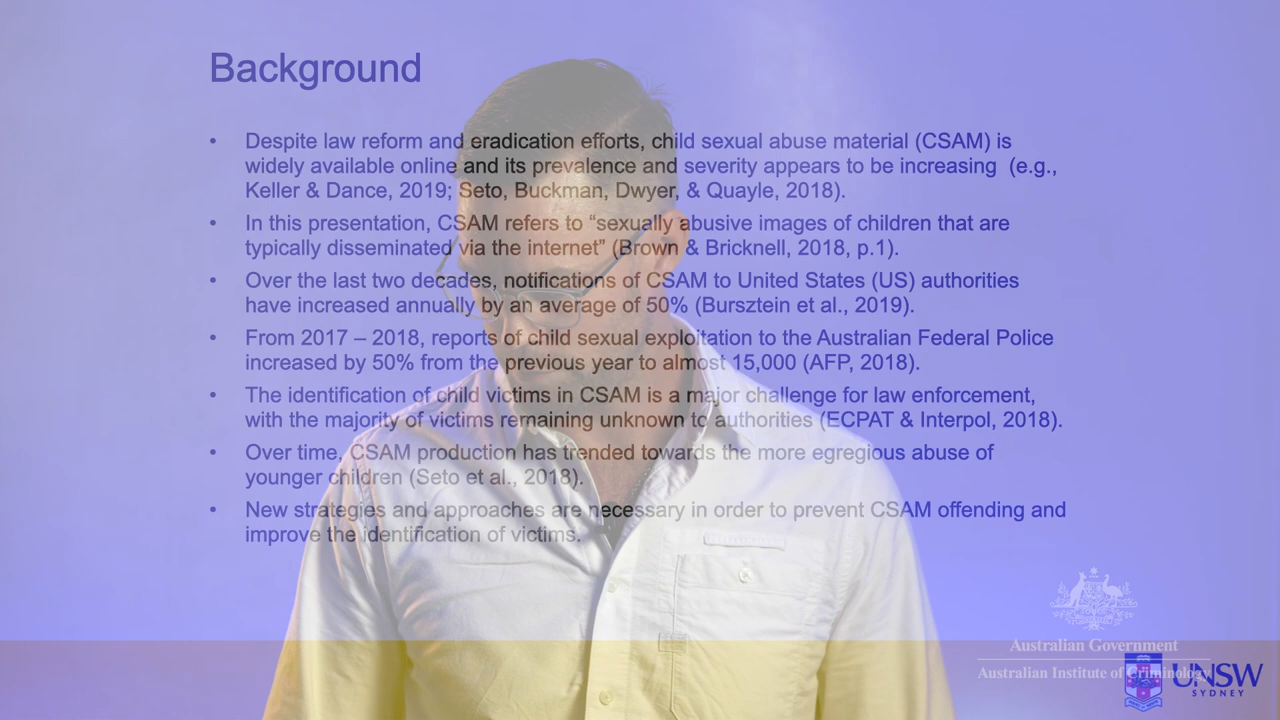 Background
• Despite law reform and eradication efforts, child sexual abuse material (CSAM) is
widely available online and its prevalence and severity appears to be increasing (e.g.,
Keller & Dance, 2019; Seto, Buckman, Dwyer, & Quayle, 2018).
• In this presentation, CSAM refers to “sexually abusive images of children that are
typically disseminated via the internet” (Brown & Bricknell, 2018, p.1).
• Over the last two decades, notifications of CSAM to United States (US) authorities
have increased annually by an average of 50% (Bursztein et al., 2019).
• From 2017 – 2018, reports of child sexual exploitation to the Australian Federal Police
increased by 50% from the previous year to almost 15,000 (AFP, 2018).
• The identification of child victims in CSAM is a major challenge for law enforcement,
with the majority of victims remaining unknown to authorities (ECPAT & Interpol, 2018).
• Over time, CSAM production has trended towards the more egregious abuse of
younger children (Seto et al., 2018).
• New strategies and approaches are necessary in order to prevent CSAM offending and
improve the identification of victims.
Australian Government
Australian Institute of Criminology
UNSW
SYDNEY